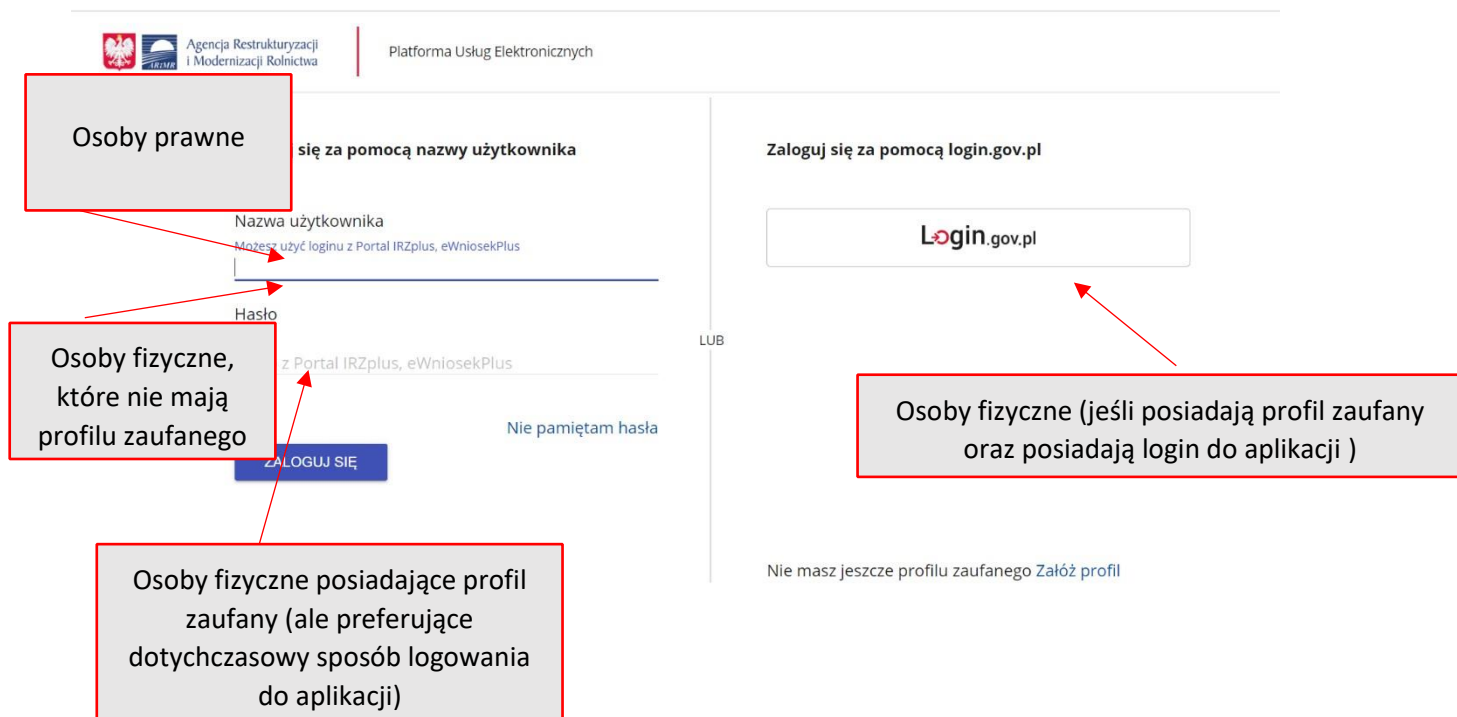 Agencja Restrukturyzacji
i Modernizacji Rolnictwa
ARiMR
Platforma Usług Elektronicznych
Osoby prawne
się za pomocą nazwy użytkownika
Zaloguj się za pomocą login.gov.pl
Nazwa użytkownika
Możesz użyć loginu z Portal IRZplus, eWniosekPlus
Login.gov.pl
Hasło
LUB
Osoby fizyczne,
które nie mają
profilu zaufanego
z Portal IRZplus, eWniosekPlus
Nie pamiętam hasła
ZALOGUJ SIĘ
Osoby fizyczne (jeśli posiadają profil zaufany
oraz posiadają login do aplikacji )
Osoby fizyczne posiadające profil
zaufany (ale preferujące
dotychczasowy sposób logowania
do aplikacji)
Nie masz jeszcze profilu zaufanego Załóż profil